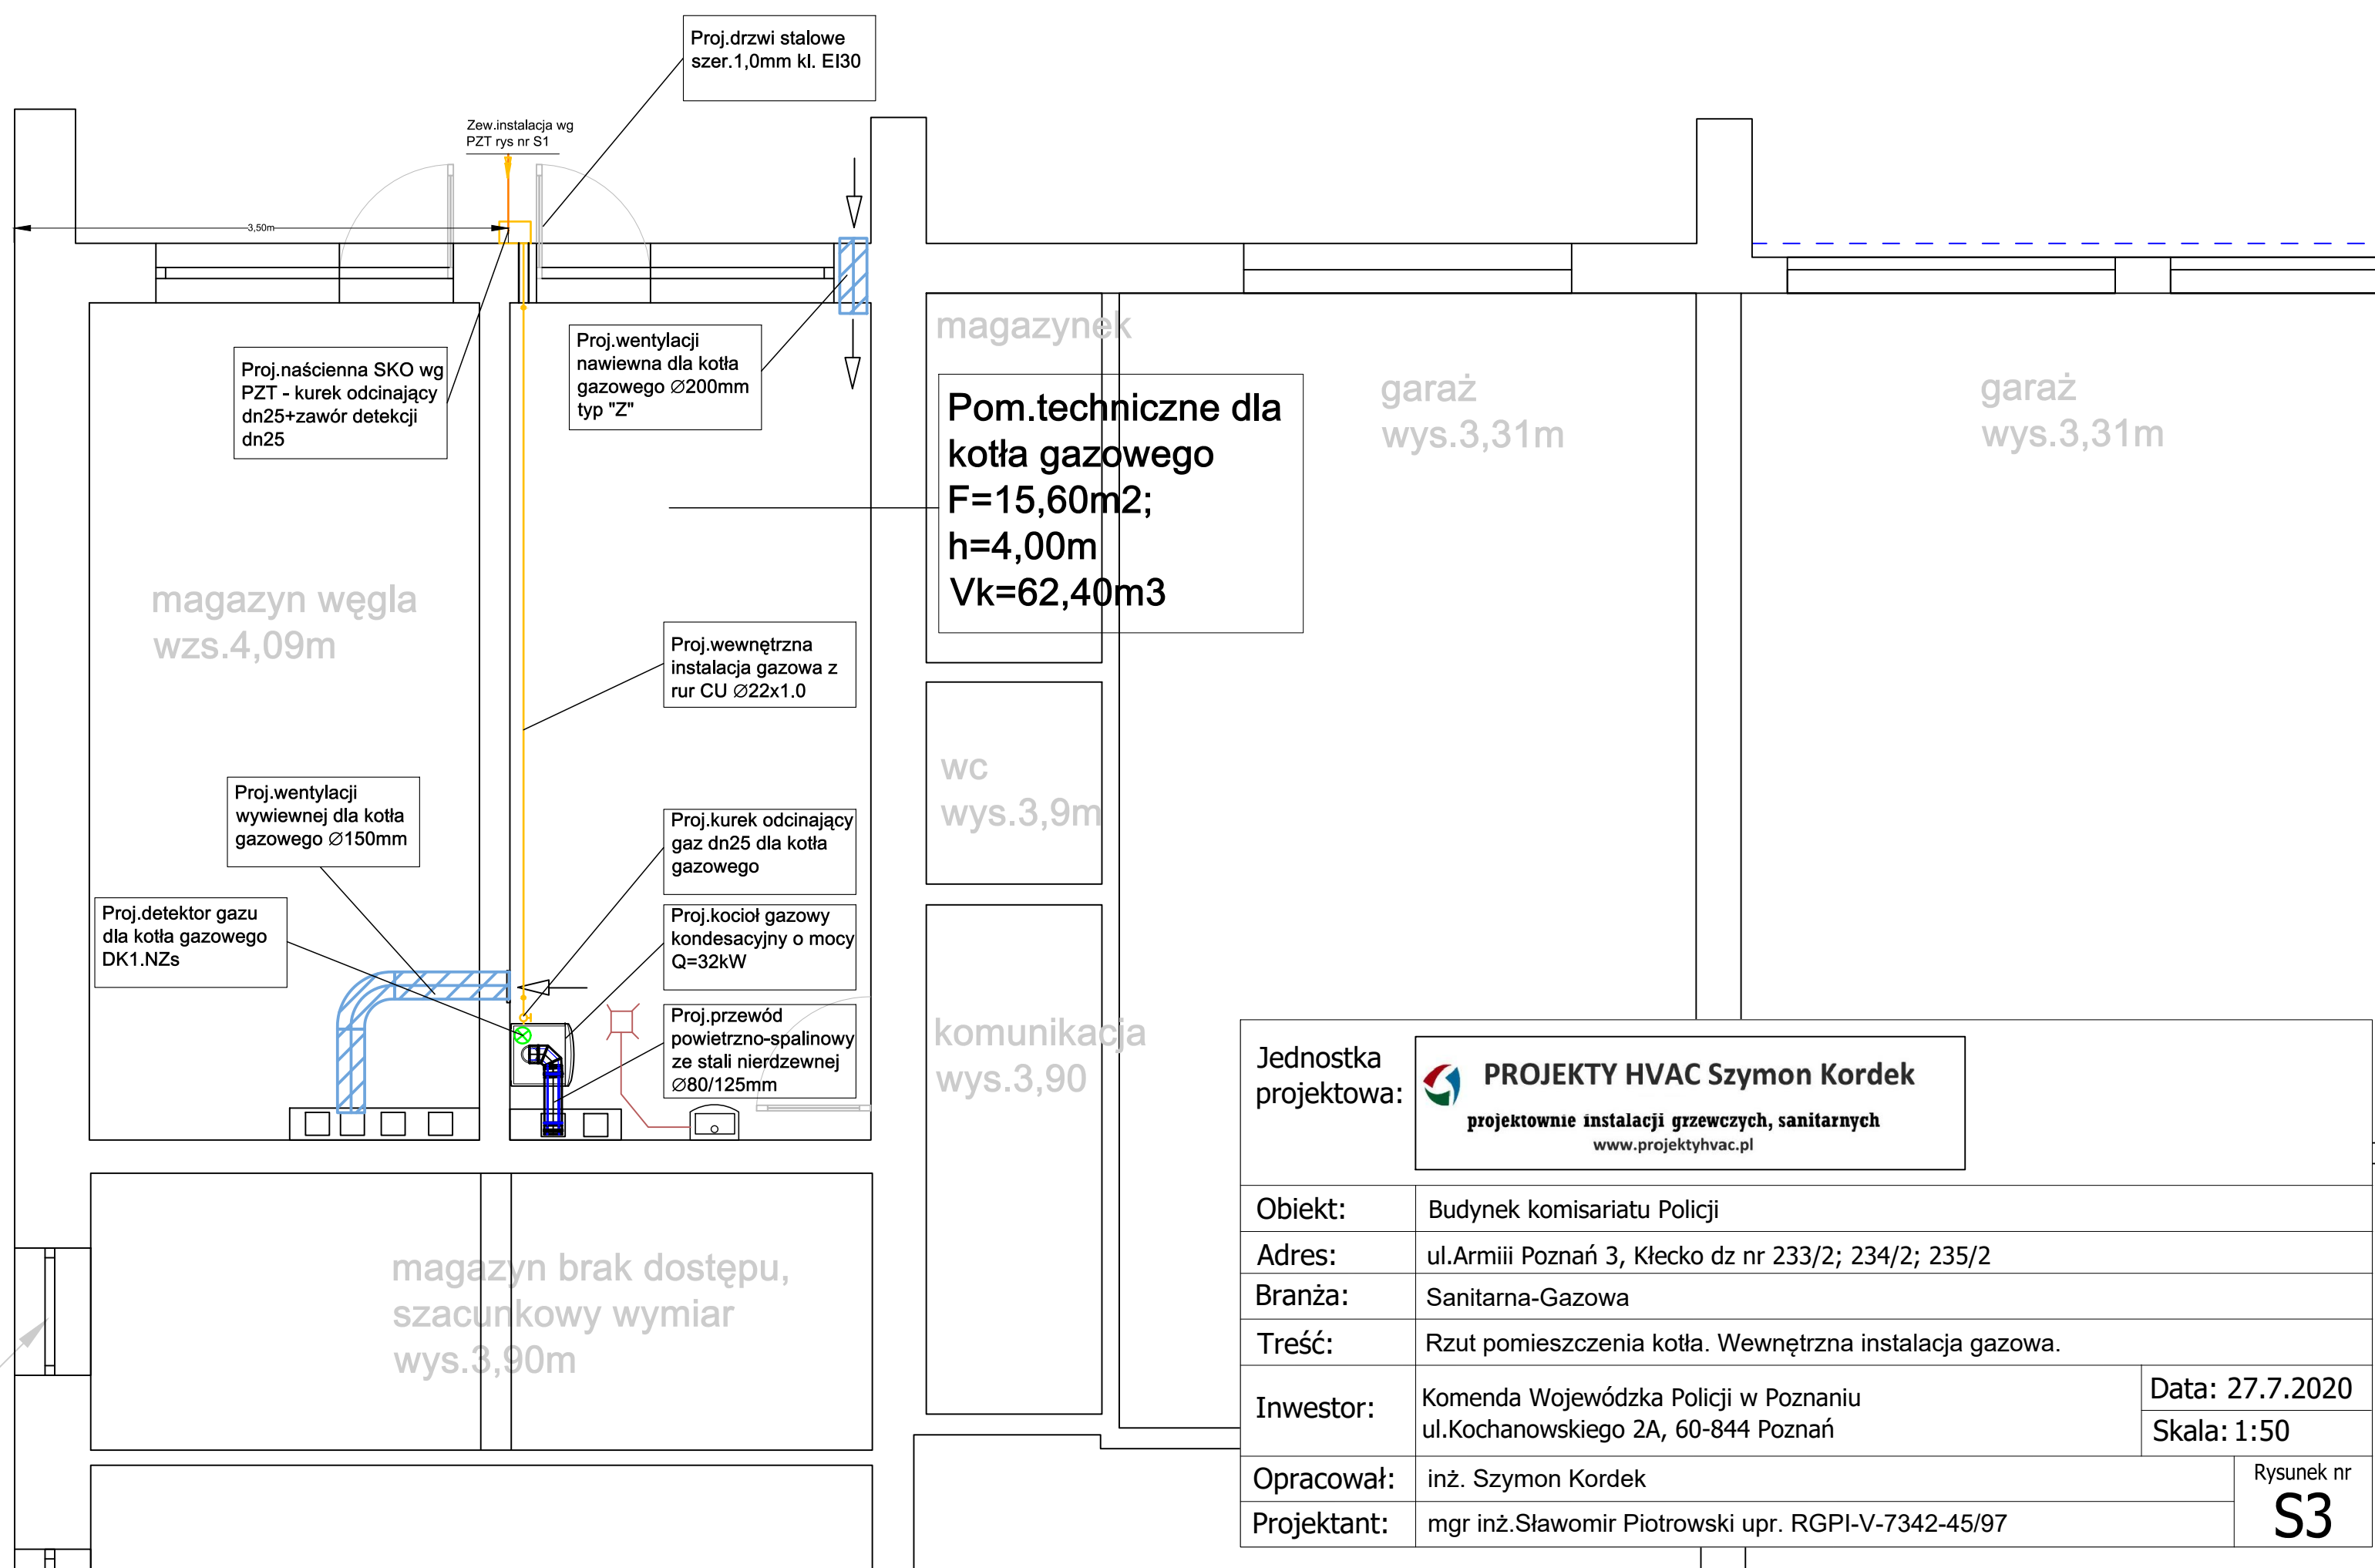 Proj.drzwi stalowe
szer.1,0mm kl. EI30
Zew.instalacja wg
PZT rys nr S1
3,50m
Proj.naścienna SKO wg
PZT - kurek odcinający
dn25+zawór detekcji
dn25
Proj.wentylacji
nawiewna dla kotła
gazowego Ø200mm
typ "Z"
magazynek
Pom.techniczne dla
kotła gazowego
F=15,60m2;
h=4,00m
Vk=62,40m3
garaż
wys.3,31m
garaż
wys.3,31m
magazyn węgla
wzs.4,09m
Proj.wewnętrzna
instalacja gazowa z
rur CU Ø22x1.0
wc
wys.3,9m
Proj.wentylacji
wywiewnej dla kotła
gazowego Ø150mm
Proj.kurek odcinający
gaz dn25 dla kotła
gazowego
Proj.detektor gazu
dla kotła gazowego
DK1.NZs
Proj.kocioł gazowy
kondesacyjny o mocy
Q=32kW
Proj.przewód
powietrzno-spalinowy
ze stali nierdzewnej
Ø80/125mm
komunikacja
wys.3,90
magazyn brak dostępu,
szacunkowy wymiar
wys.3,90m
Jednostka
projektowa:
PROJEKTY HVAC Szymon Kordek
projektownie instalacji grzewczych, sanitarnych
www.projektyhvac.pl
Obiekt: Budynek komisariatu Policji
Adres: ul.Armiii Poznań 3, Kłecko dz nr 233/2; 234/2; 235/2
Branża: Sanitarna-Gazowa
Treść: Rzut pomieszczenia kotła. Wewnętrzna instalacja gazowa.
Inwestor: Komenda Wojewódzka Policji w Poznaniu
ul.Kochanowskiego 2A, 60-844 Poznań
Data: 27.7.2020
Skala: 1:50
Opracował: inż. Szymon Kordek
Projektant: mgr inż.Sławomir Piotrowski upr. RGPI-V-7342-45/97
Rysunek nr
S3